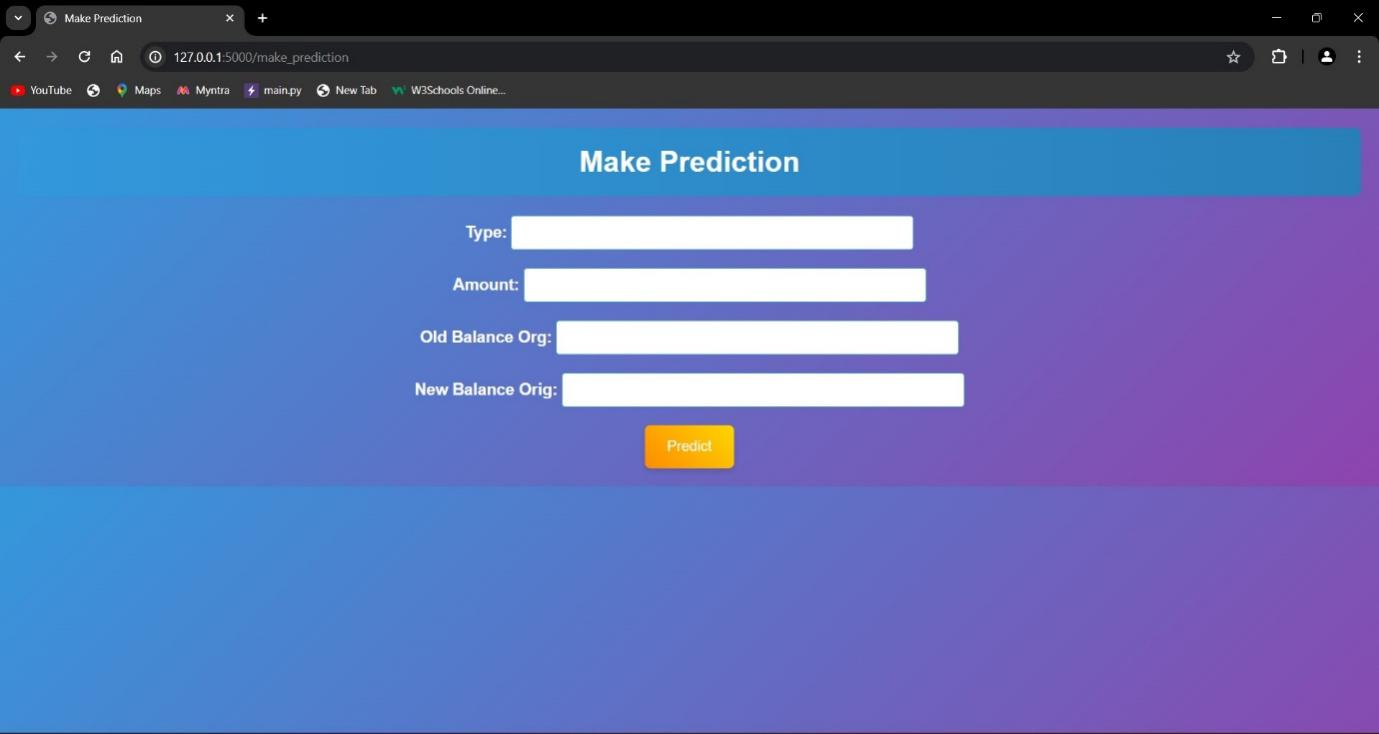 Make Prediction
127.0.0.1:5000/make_prediction
YouTube Maps Myntra main.py New Tab W3Schools Online...
Make Prediction
Type:
Amount:
Old Balance Org:
New Balance Orig:
Predict